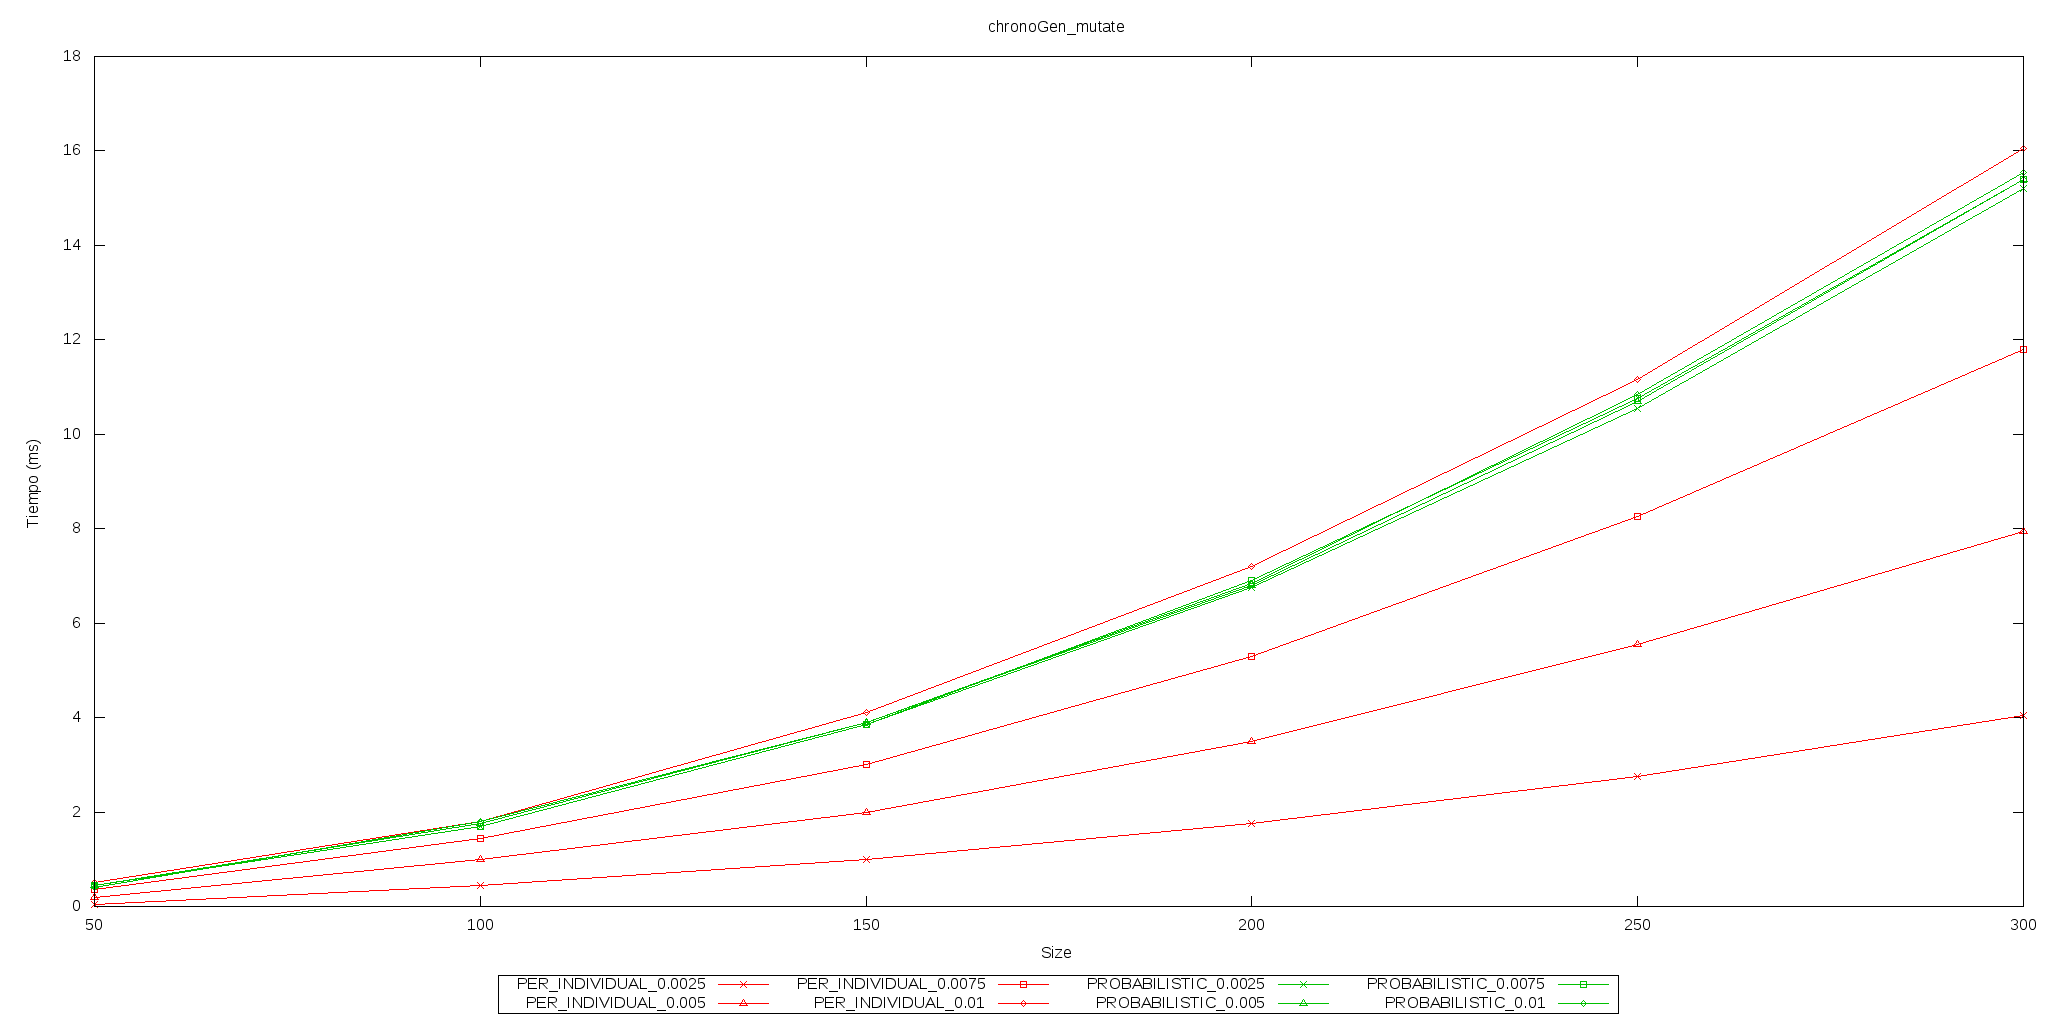 chronoGen_mutate
18
16
14
12
10
8
6
4
2
0
Tiempo (ms)
50 100 150 200 250 300
Size
PER_INDIVIDUAL_0.0025 PER_INDIVIDUAL_0.0075 PROBABILISTIC_0.0025 PROBABILISTIC_0.0075
PER_INDIVIDUAL_0.005 PER_INDIVIDUAL_0.01 PROBABILISTIC_0.005 PROBABILISTIC_0.01